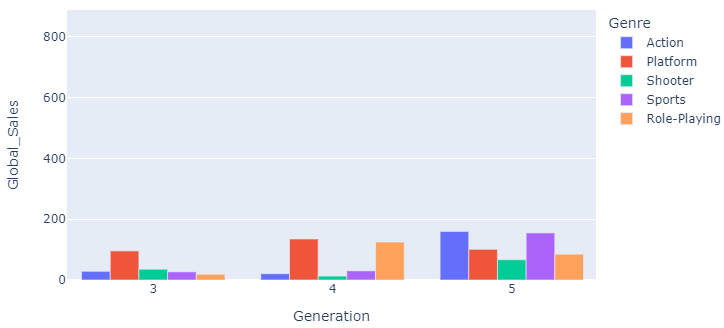 Genre
Action
Platform
Shooter
Sports
Role-Playing
Global_Sales
800
600
400
200
0
3 4 5
Generation